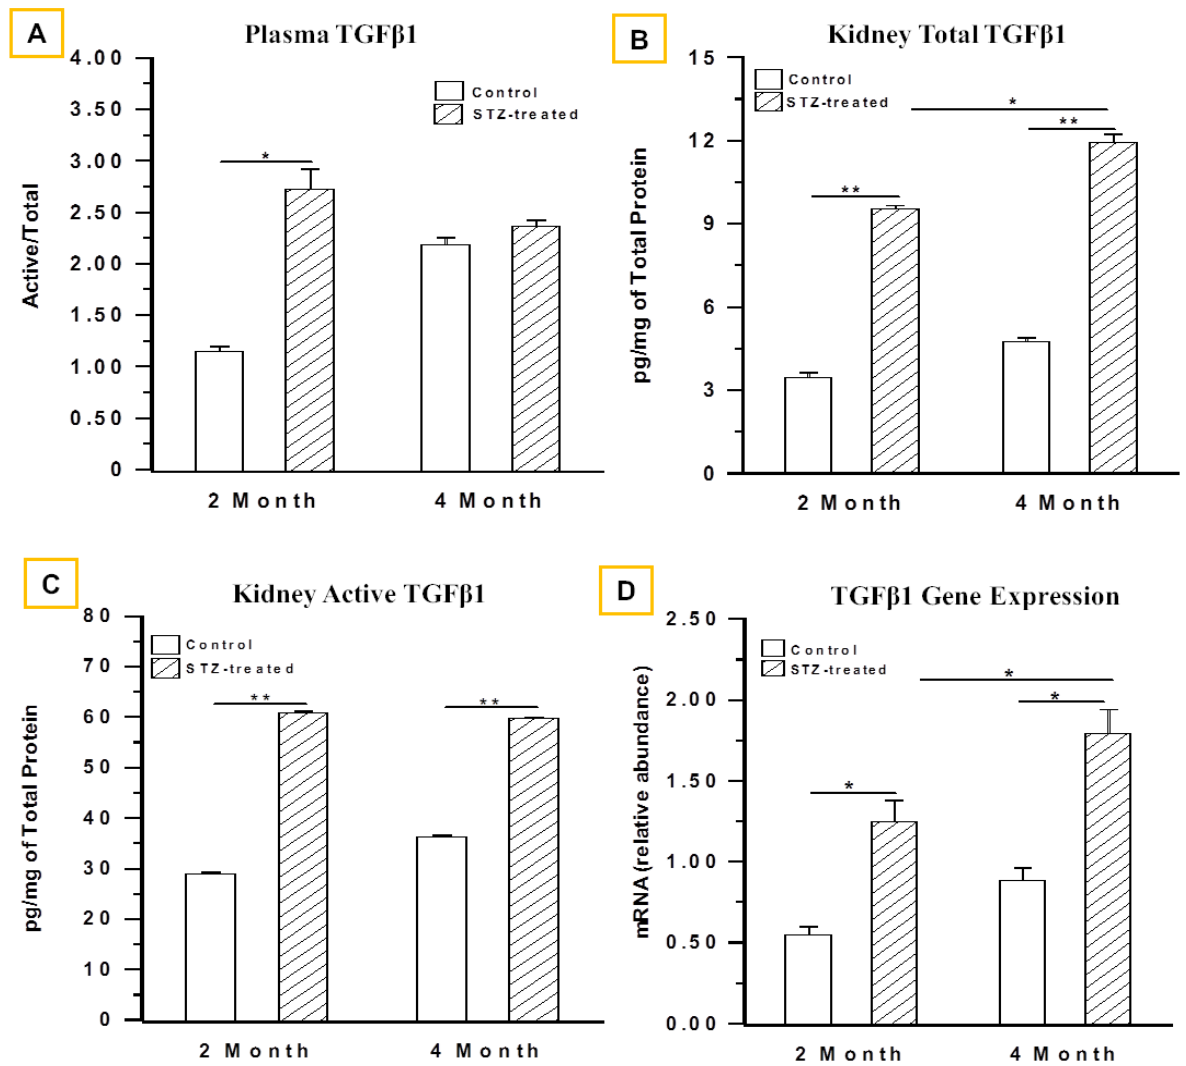 A
Plasma TGFβ1
4.00
3.50
3.00
2.50
2.00
1.50
1.00
0.50
0
Active/Total
Control
STZ-treated
*
2 Month
4 Month
B
Kidney Total TGFβ1
15
12
9
6
3
0
pg/mg of Total Protein
Control
STZ-treated
*
**
**
2 Month
4 Month
C
Kidney Active TGFβ1
80
70
60
50
40
30
20
10
0
pg/mg of Total Protein
Control
STZ-treated
**
**
2 Month
4 Month
D
TGFβ1 Gene Expression
2.50
2.00
1.50
1.00
0.50
0.00
mRNA (relative abundance)
Control
STZ-treated
*
*
*
2 Month
4 Month